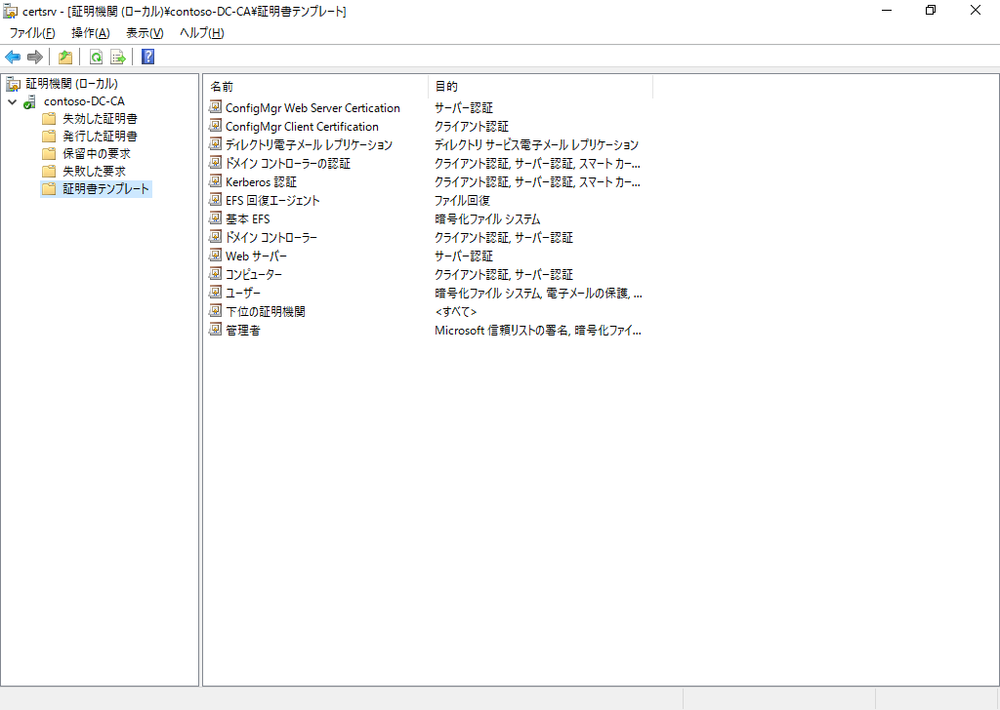 certsrv - [証明機関 (ローカル)¥contoso-DC-CA¥証明書テンプレート]
ファイル(F) 操作(A) 表示(V) ヘルプ(H)
証明機関 (ローカル)
contoso-DC-CA
失効した証明書
発行した証明書
保留中の要求
失敗した要求
証明書テンプレート
名前 目的
ConfigMgr Web Server Certication サーバー認証
ConfigMgr Client Certification クライアント認証
ディレクトリ電子メール レプリケーション ディレクトリ サービス電子メール レプリケーション
ドメイン コントローラーの認証 クライアント認証, サーバー認証, スマート カー...
Kerberos 認証 クライアント認証, サーバー認証, スマート カー...
EFS 回復エージェント ファイル回復
基本 EFS 暗号化ファイル システム
ドメイン コントローラー クライアント認証, サーバー認証
Web サーバー サーバー認証
コンピューター クライアント認証, サーバー認証
ユーザー 暗号化ファイル システム, 電子メールの保護, ...
下位の証明機関 <すべて>
管理者 Microsoft 信頼リストの署名, 暗号化ファイ...